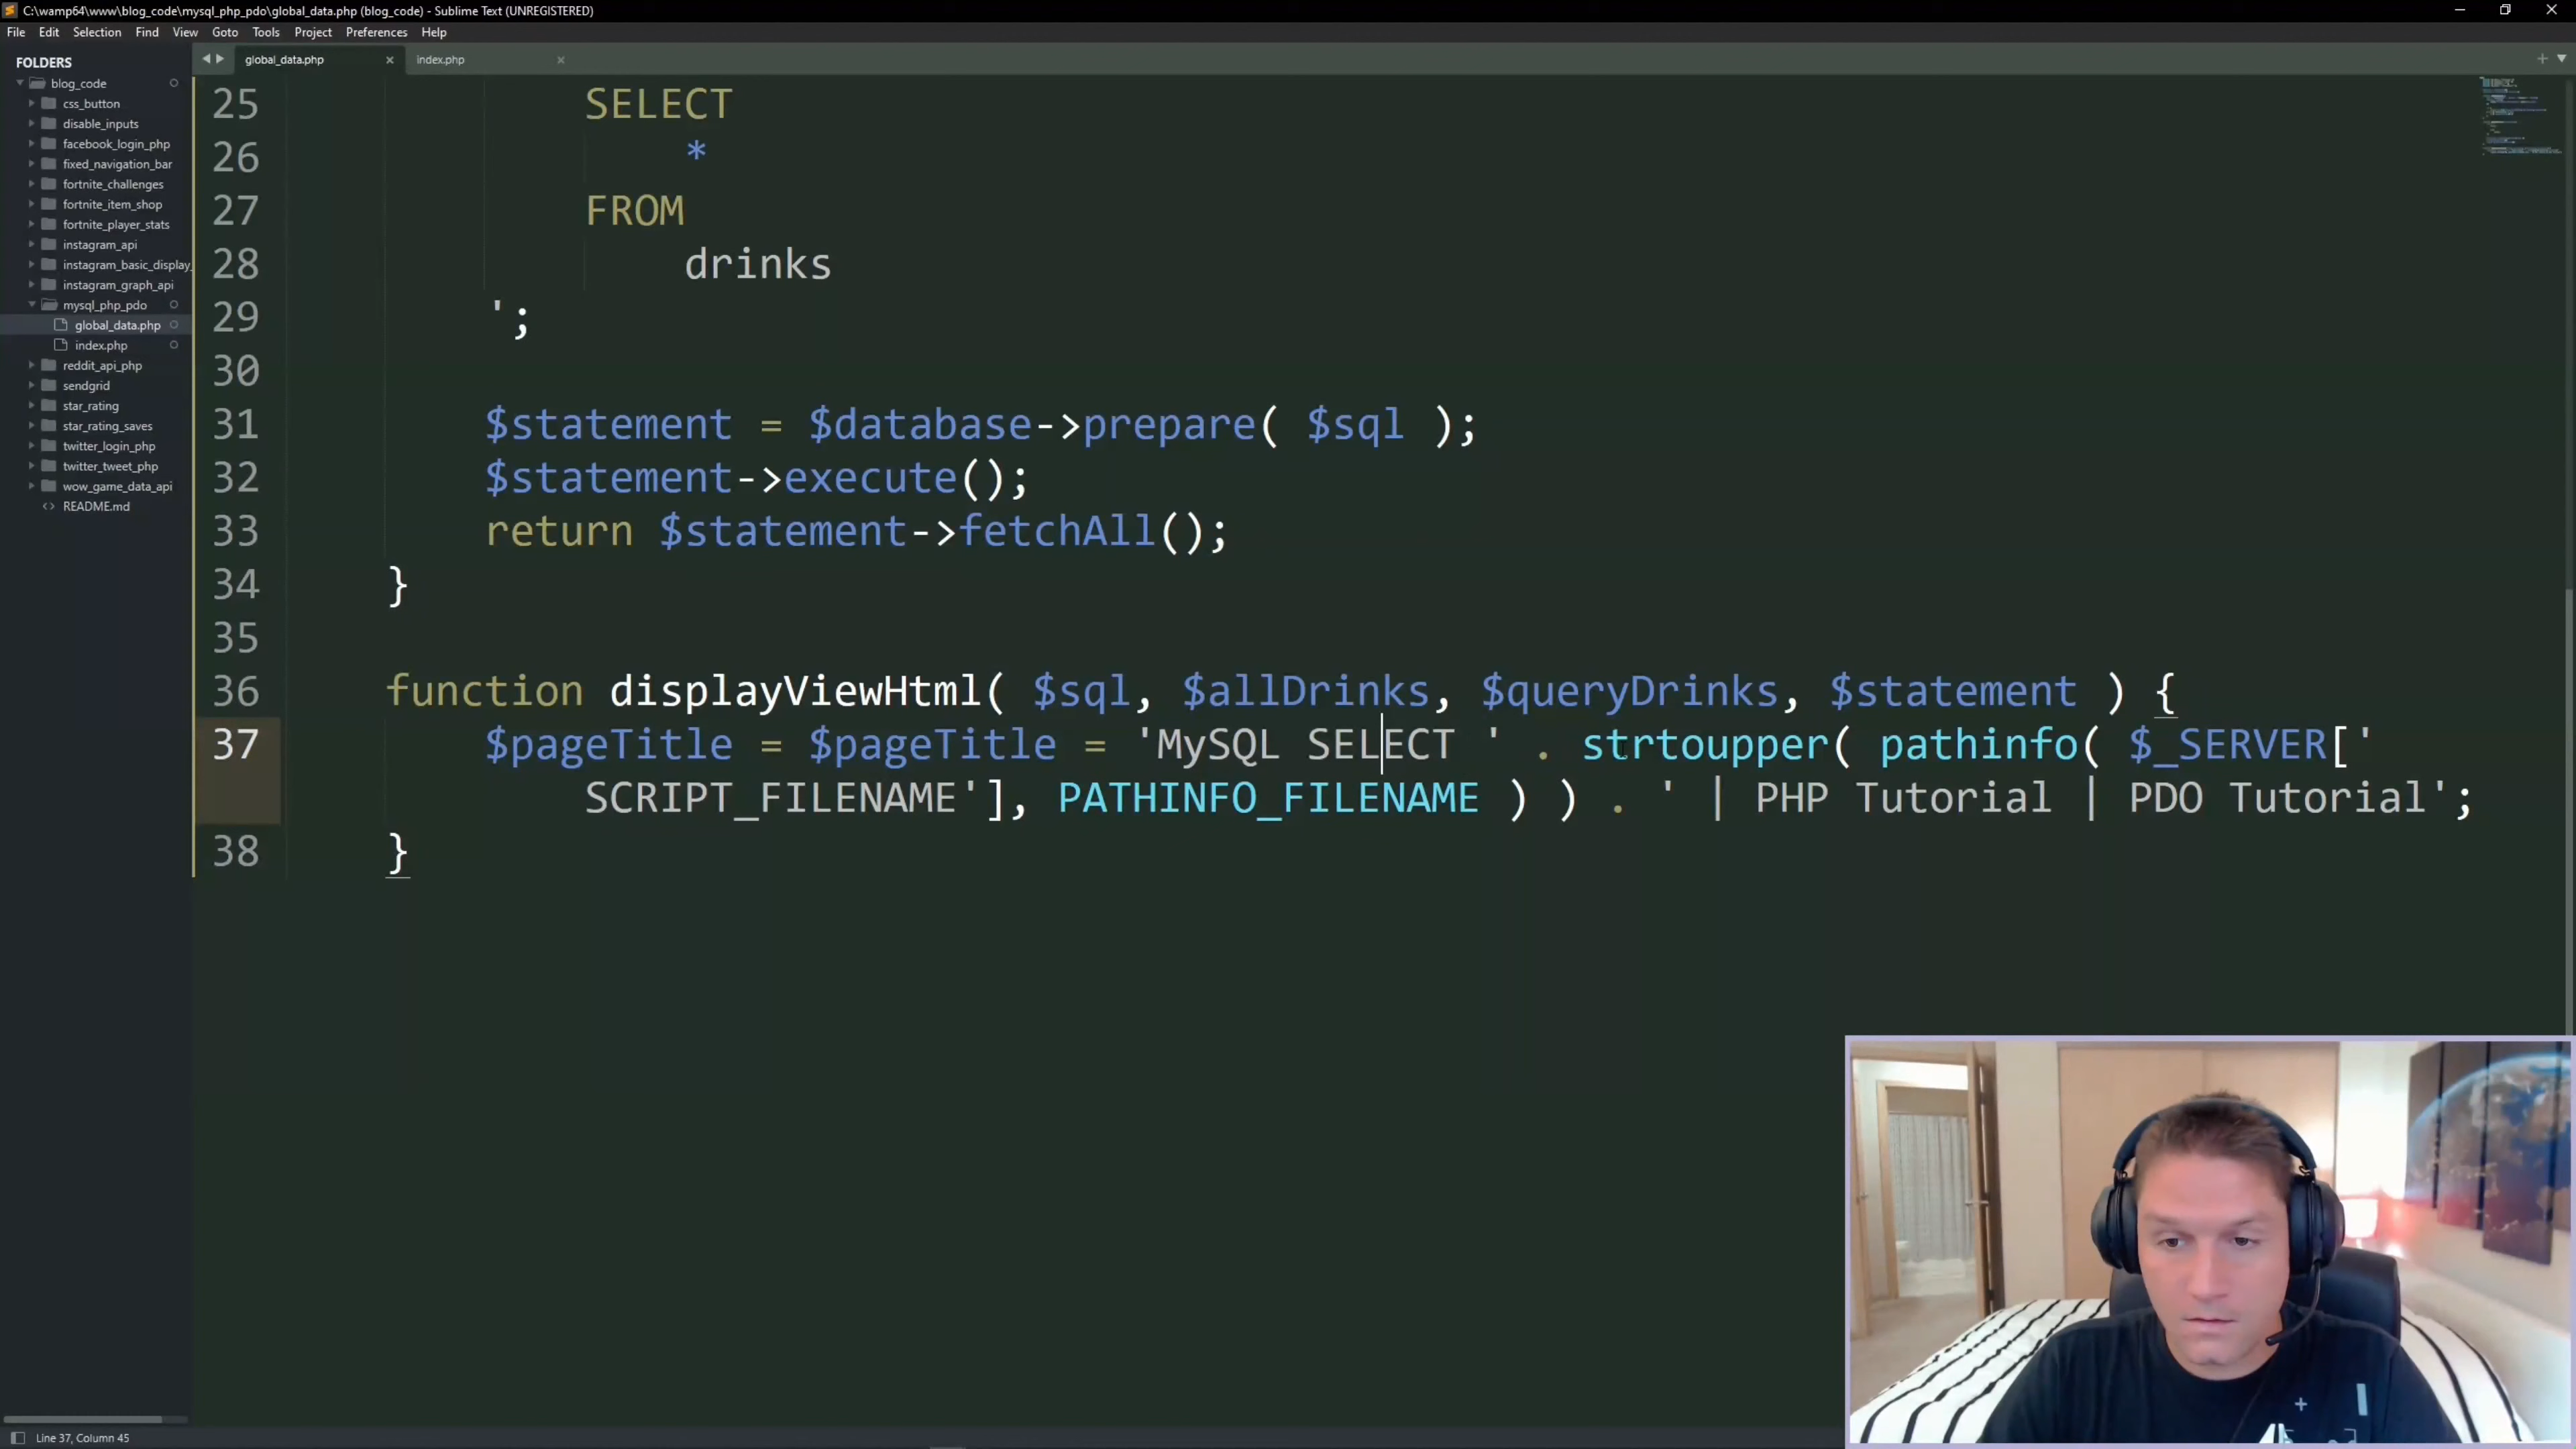 C:\wamp64\www\blog_code\mysql_php_pdo\global_data.php (blog_code) - Sublime Text (UNREGISTERED)
File Edit Selection Find View Goto Tools Project Preferences Help
FOLDERS
blog_code
css_button
disable_inputs
facebook_login_php
fixed_navigation_bar
fortnite_challenges
fortnite_item_shop
fortnite_player_stats
instagram_api
instagram_basic_display_
instagram_graph_api
mysql_php_pdo
global_data.php
index.php
reddit_api_php
sendgrid
star_rating
star_rating_saves
twitter_login_php
twitter_tweet_php
wow_game_data_api
README.md
global_data.php
index.php
25 SELECT
26 *
27 FROM
28 drinks
29 ';
30
31 $statement = $database->prepare( $sql );
32 $statement->execute();
33 return $statement->fetchAll();
34 }
35
36 function displayViewHtml( $sql, $allDrinks, $queryDrinks, $statement ) {
37 $pageTitle = $pageTitle = 'MySQL SELECT ' . strtoupper( pathinfo( $_SERVER['
SCRIPT_FILENAME'], PATHINFO_FILENAME ) ) . ' | PHP Tutorial | PDO Tutorial';
38 }
Line 37, Column 45